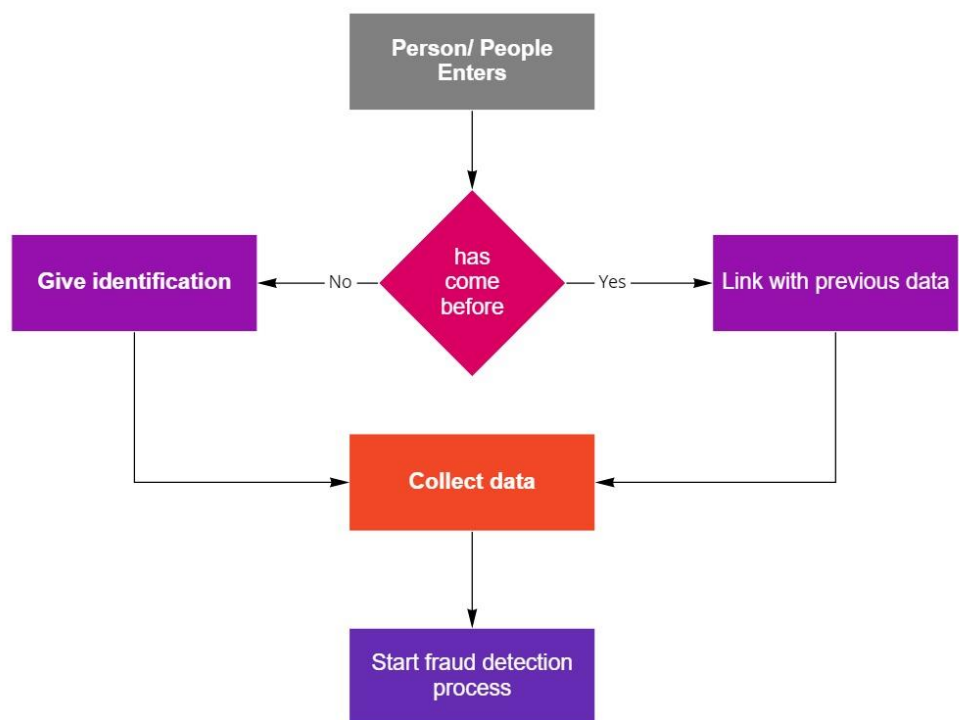 Person/ People
Enters
has
come
before
Give identification
No
Yes
Link with previous data
Collect data
Start fraud detection
process